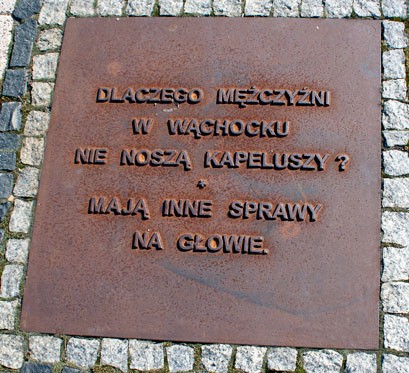 DLACZEGO MĘŻCZYŹNI
W WĄCHOCKU
NIE NOSZĄ KAPELUSZY?
MAJĄ INNE SPRAWY
NA GŁOWIE.